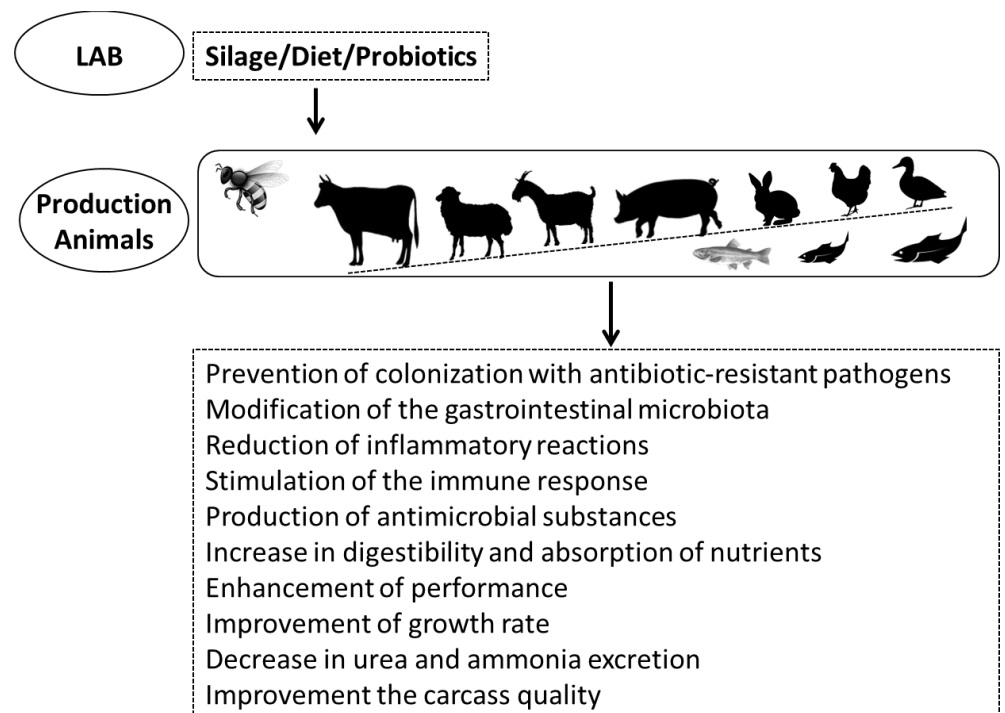 LAB
Silage/Diet/Probiotics
Production
Animals
Prevention of colonization with antibiotic-resistant pathogens
Modification of the gastrointestinal microbiota
Reduction of inflammatory reactions
Stimulation of the immune response
Production of antimicrobial substances
Increase in digestibility and absorption of nutrients
Enhancement of performance
Improvement of growth rate
Decrease in urea and ammonia excretion
Improvement the carcass quality